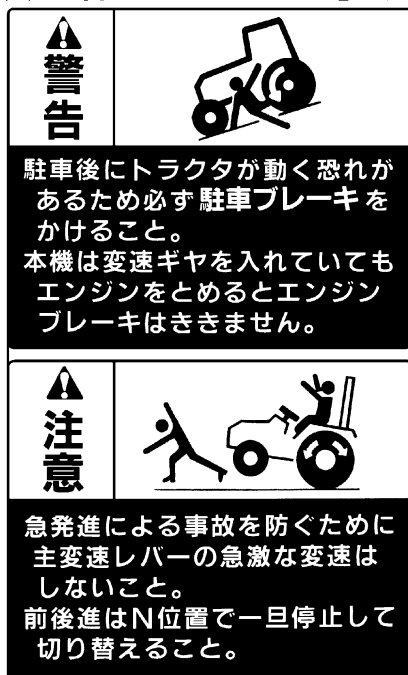 警告
駐車後にトラクタが動く恐れが
あるため必ず駐車ブレーキを
かけること。
本機は変速ギヤを入れていても
エンジンをとめるとエンジン
ブレーキはききません。
注意
急発進による事故を防ぐために
主変速レバーの急激な変速は
しないこと。
前後進はN位置で一旦停止して
切り替えること。